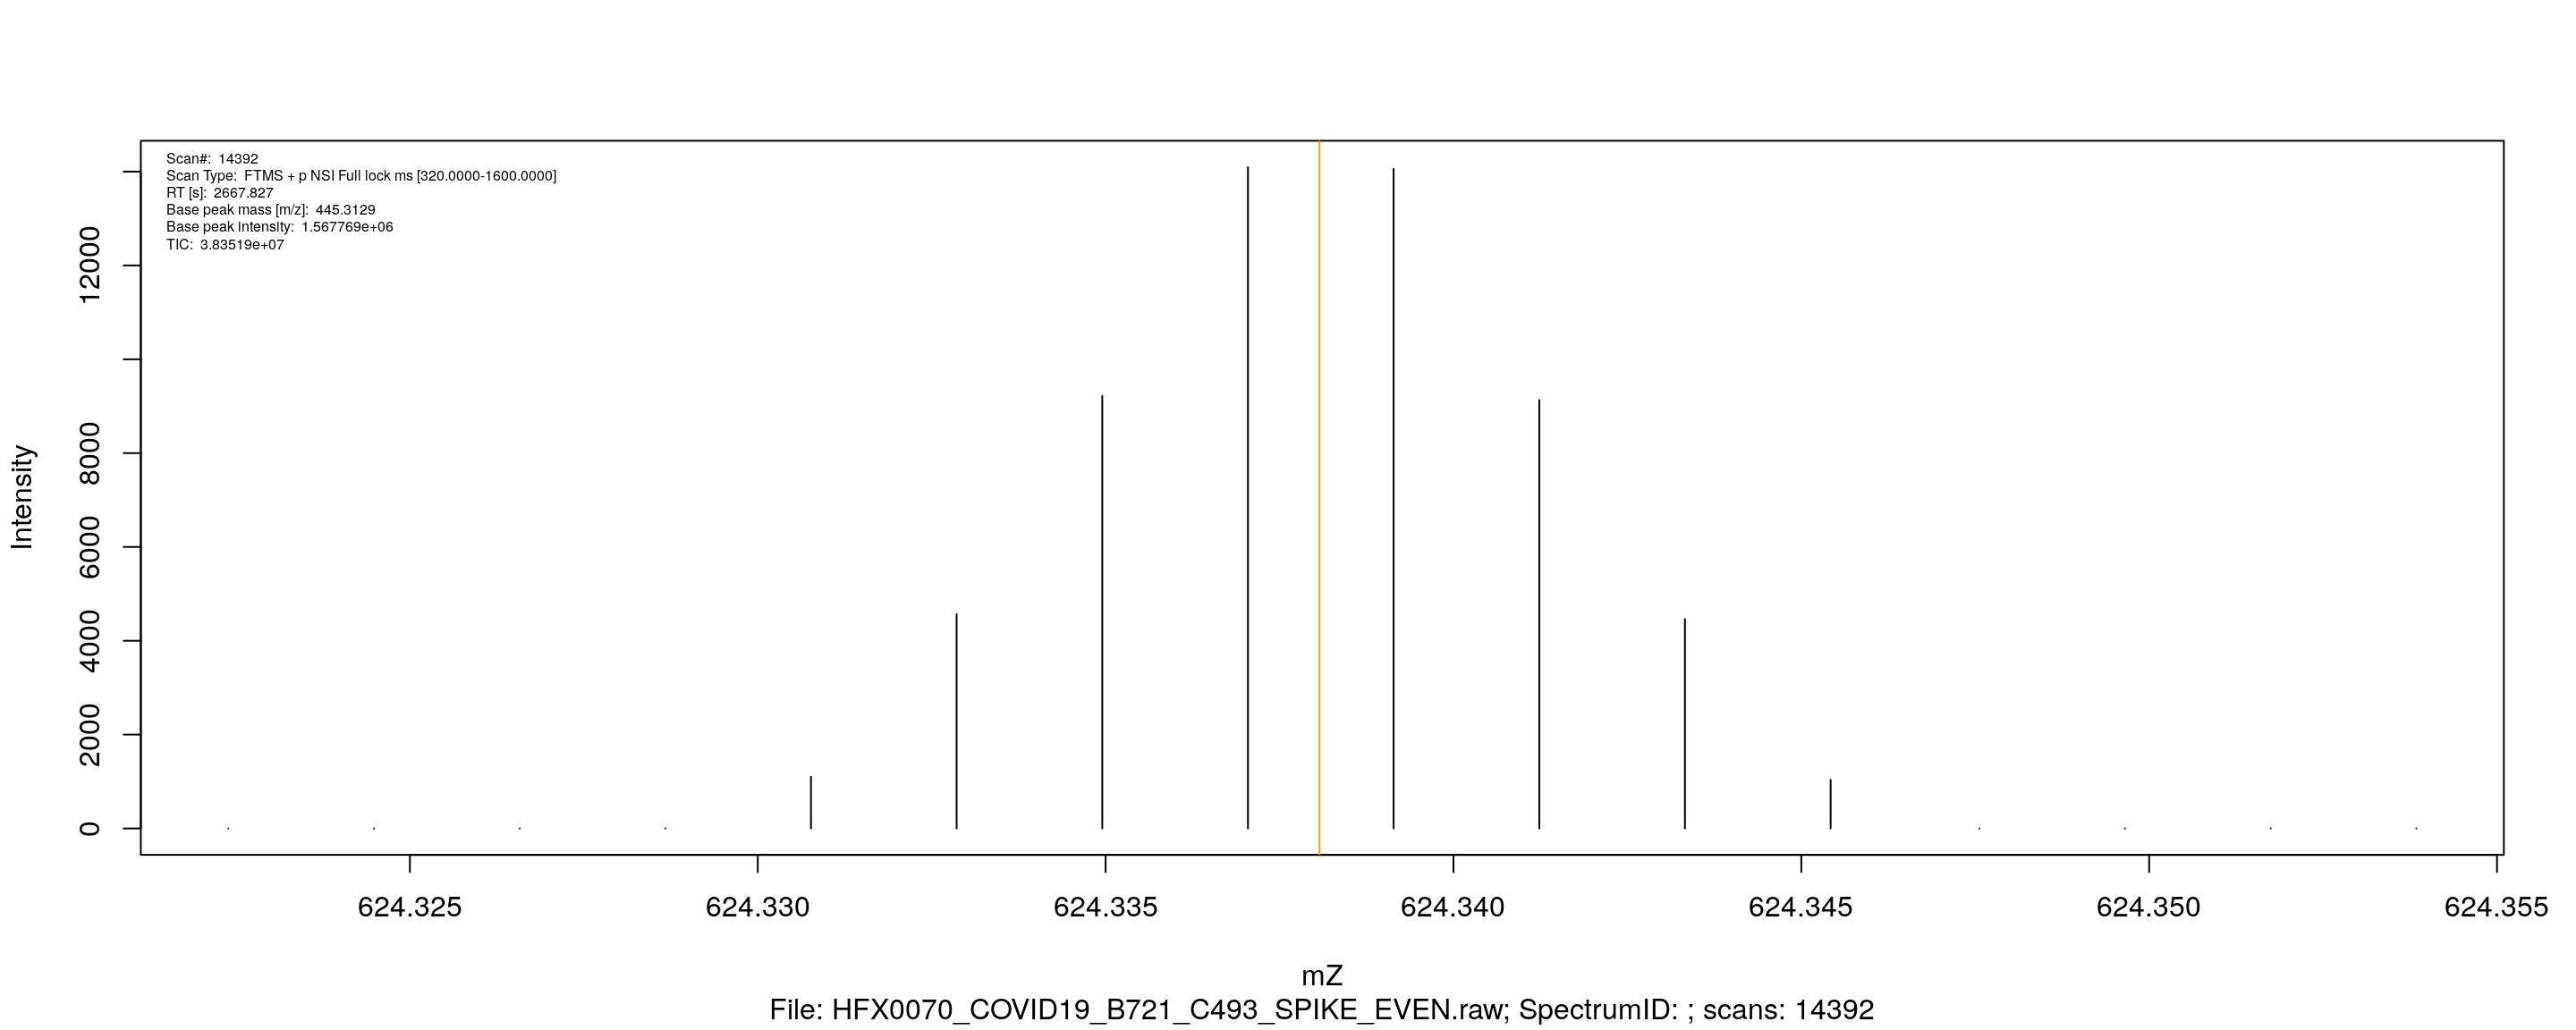 Scan#: 14392
Scan Type: FTMS + p NSI Full lock ms [320.0000-1600.0000]
RT [s]: 2667.827
Base peak mass [m/z]: 445.3129
Base peak intensity: 1.567769e+06
TIC: 3.83519e+07
12000
8000
6000
4000
2000
0
Intensity
624.325 624.330 624.335 624.340 624.345 624.350 624.355
mZ
File: HFX0070_COVID19_B721_C493_SPIKE_EVEN.raw; SpectrumID: ; scans: 14392